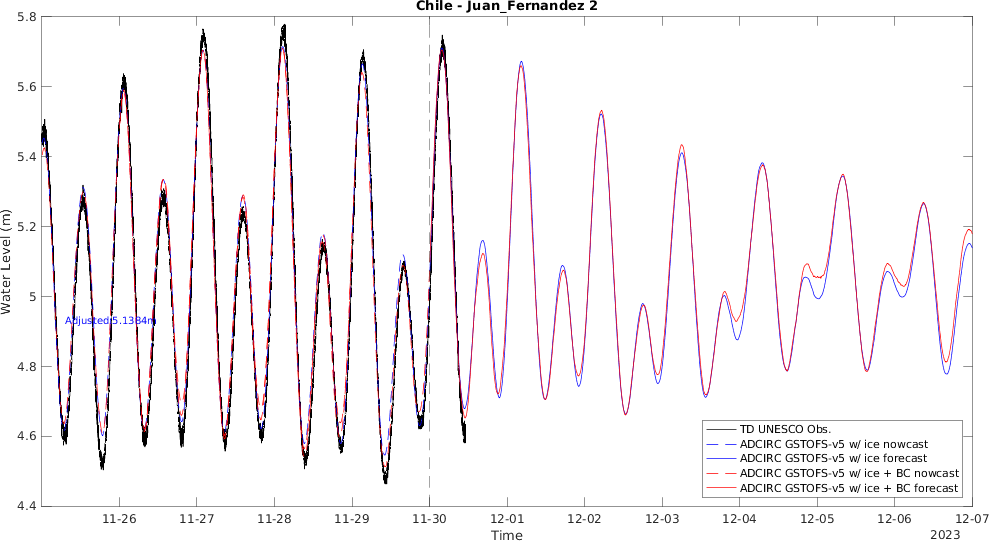 Chile - Juan_Fernandez 2
5.8
5.6
5.4
5.2
5
4.8
4.6
4.4
Water Level (m)
Adjusted:5.1384m
TD UNESCO Obs.
ADCIRC GSTOFS-v5 w/ ice nowcast
ADCIRC GSTOFS-v5 w/ ice forecast
ADCIRC GSTOFS-v5 w/ ice + BC nowcast
ADCIRC GSTOFS-v5 w/ ice + BC forecast
11-26 11-27 11-28 11-29 11-30 12-01 12-02 12-03 12-04 12-05 12-06 12-07
Time
2023